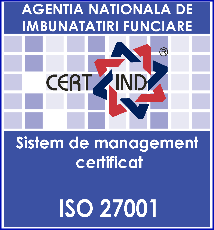 AGENTIA NATIONALA DE
IMBUNATATIRI FUNCIARE
CERT IND ®
Sistem de management
certificat
ISO 27001